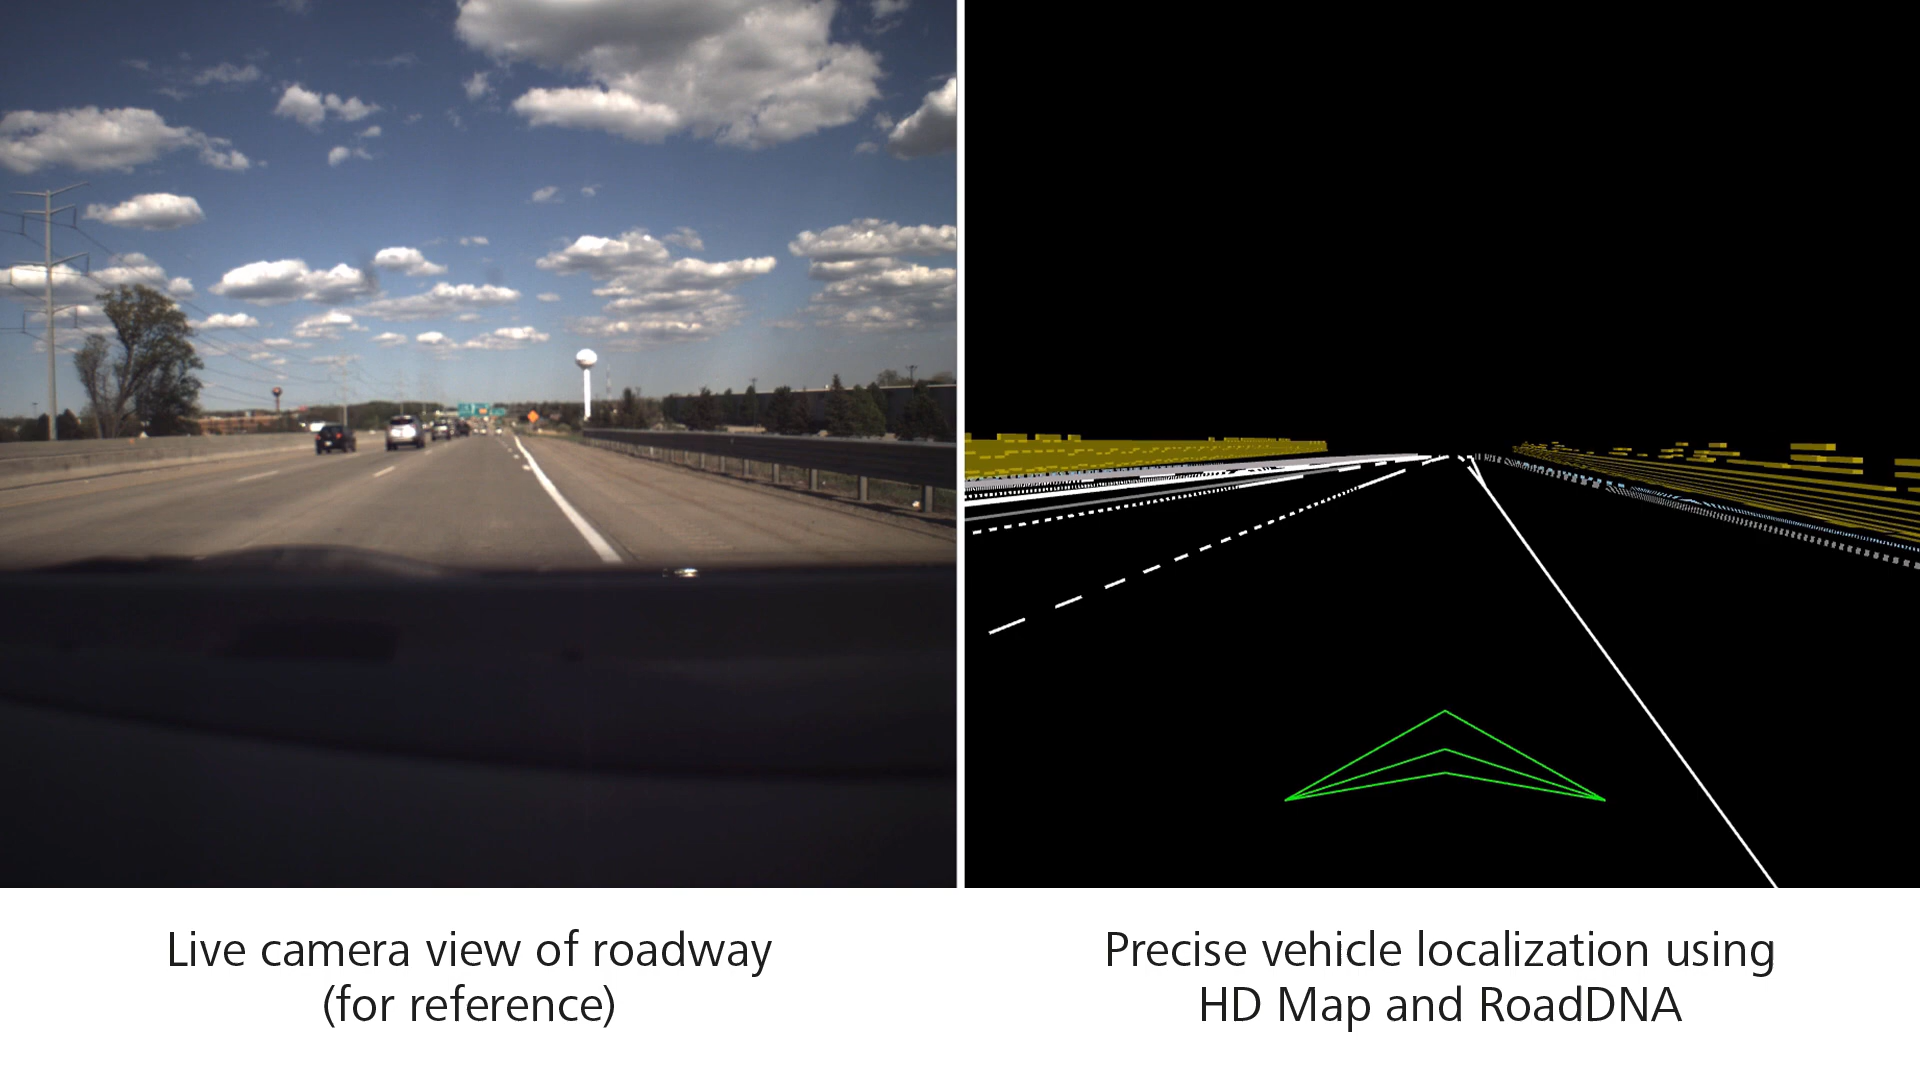 Live camera view of roadway
(for reference)
Precise vehicle localization using
HD Map and RoadDNA